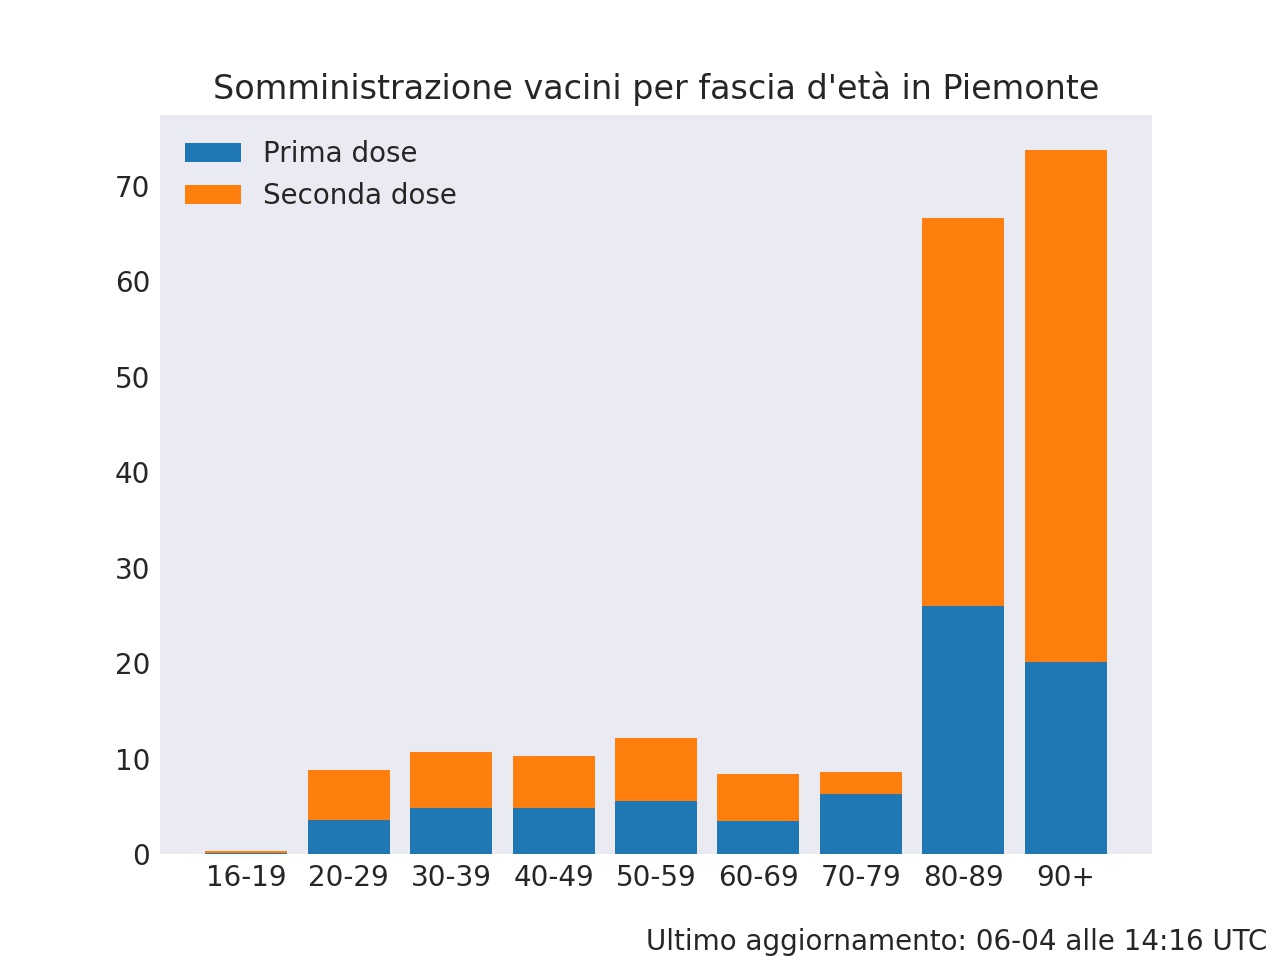 Somministrazione vacini per fascia d'età in Piemonte
Prima dose
Seconda dose
70
60
50
40
30
20
10
0
16-19 20-29 30-39 40-49 50-59 60-69 70-79 80-89 90+
Ultimo aggiornamento: 06-04 alle 14:16 UTC